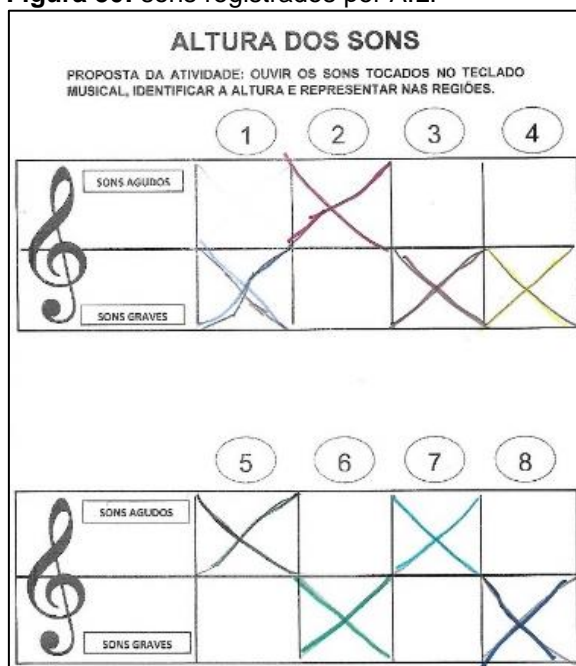 Figura sons registrados por
ALTURA DOS SONS
PROPOSTA DA ATIVIDADE: OUVIR OS SONS TOCADOS NO TECLADO
MUSICAL, IDENTIFICAR A ALTURA E REPRESENTAR NAS REGIÕES.
1 2 3 4
SONS AGUDOS
SONS GRAVES
5 6 7 8
SONS AGUDOS
SONS GRAVES